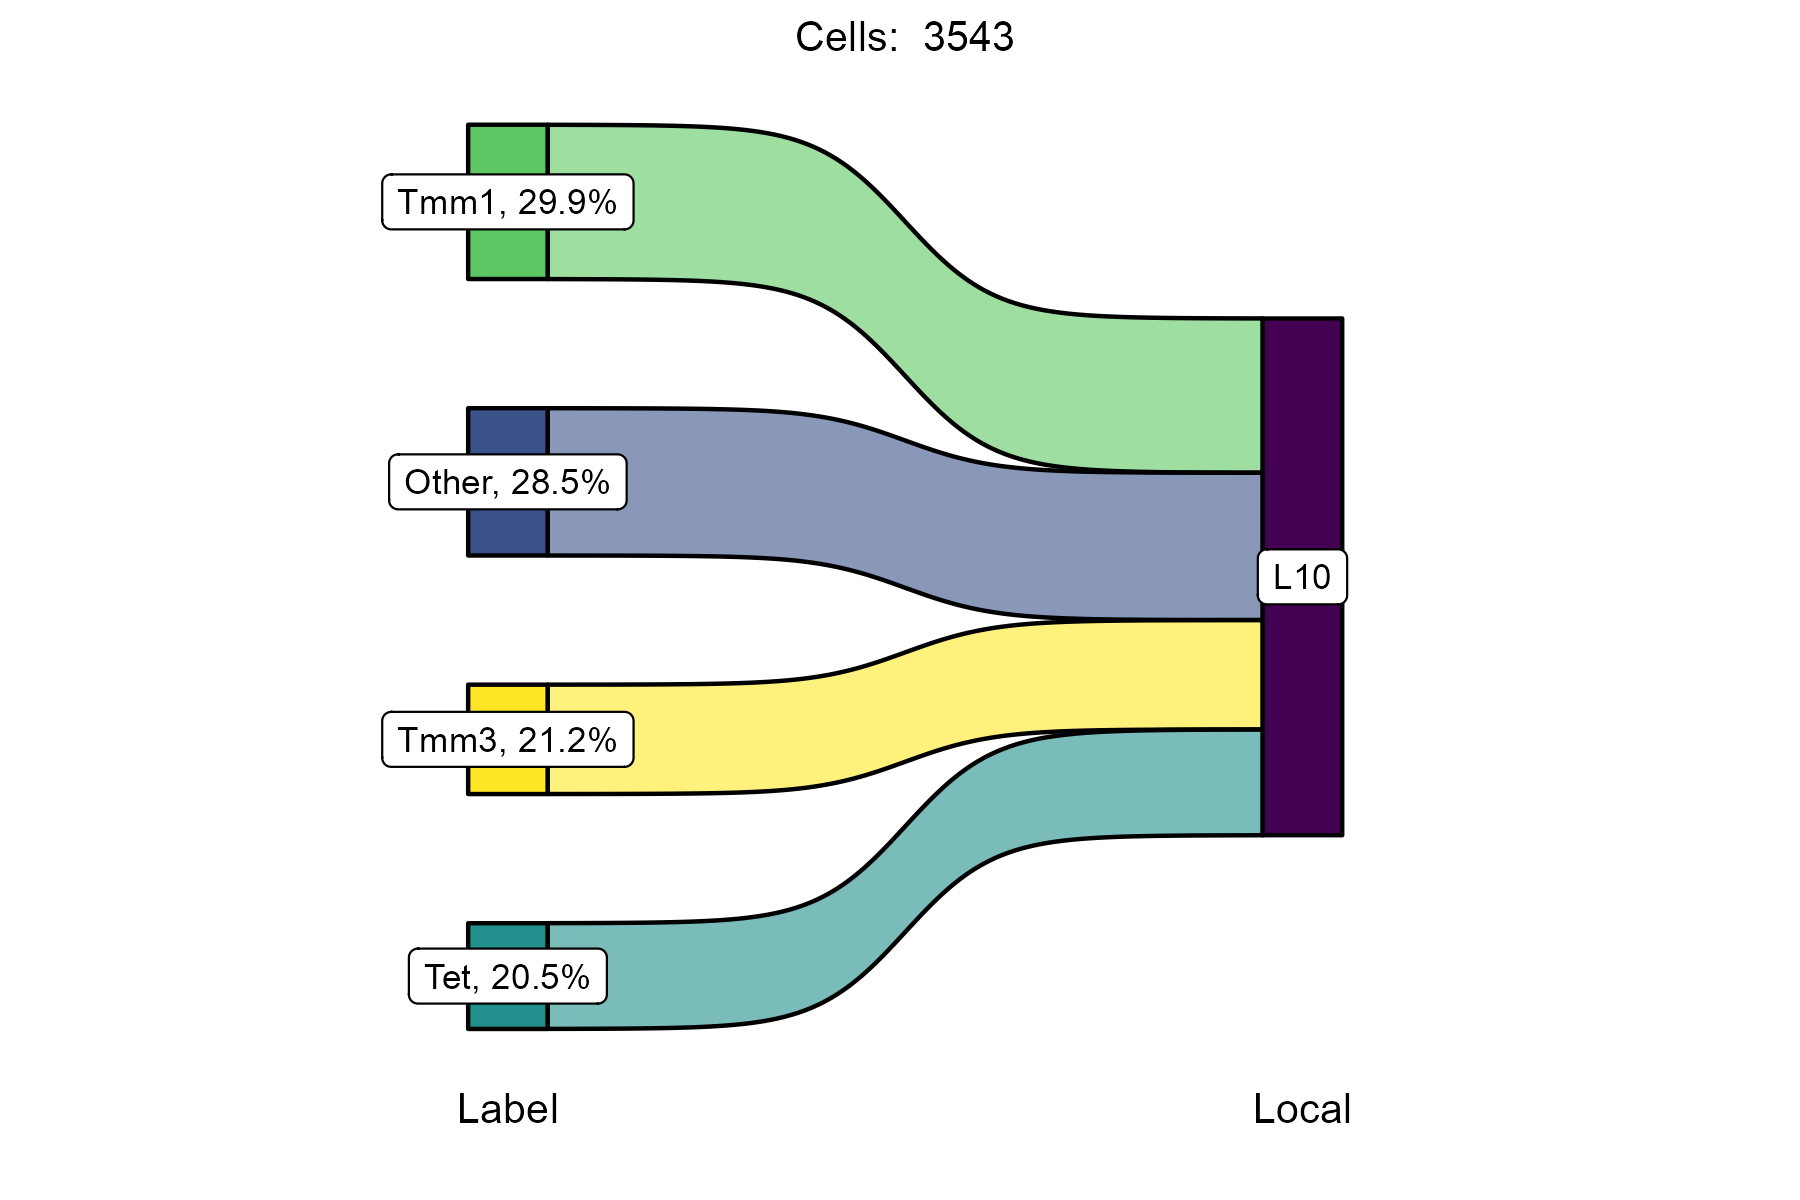 Cells:  3543
Tmm1, 29.9%
Other, 28.5%
L10
Tmm3, 21.2%
Tet, 20.5%
Label
Local